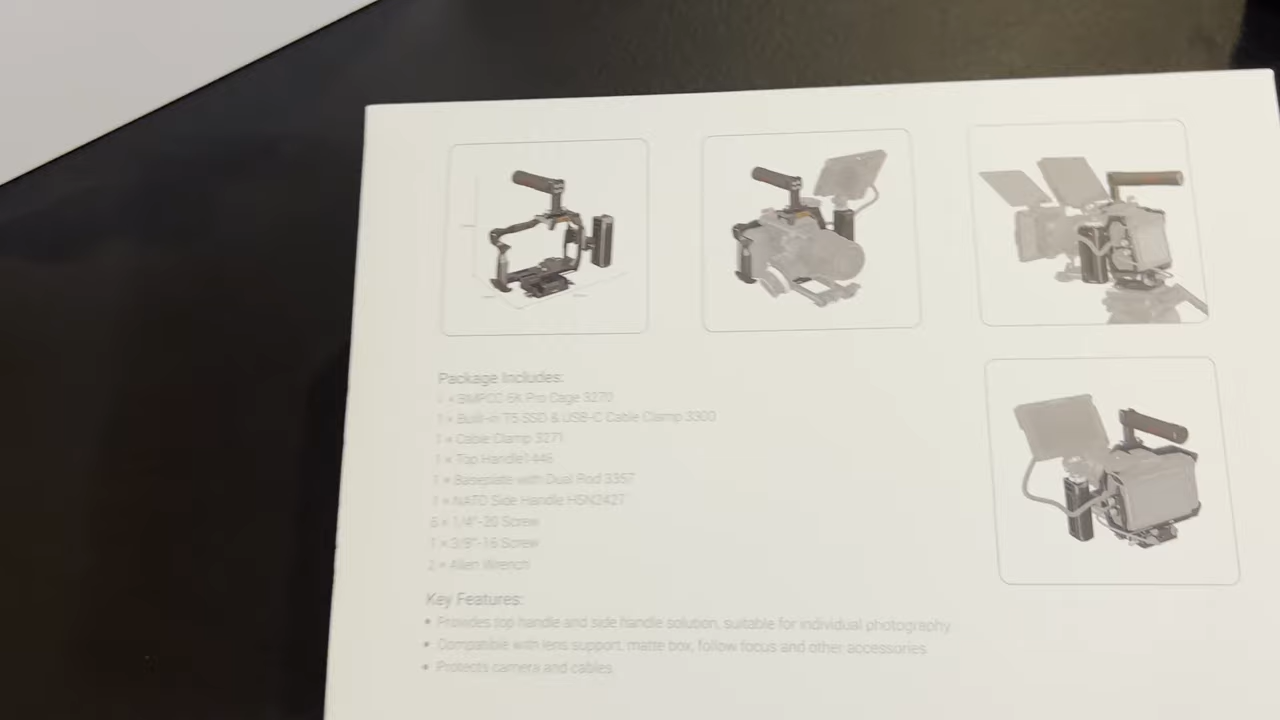 Package Includes:
1 × BMPCC 6K Pro Cage 3270
1 × Built-in T5 SSD & USB-C Cable Clamp 3300
1 × Cable Clamp 3271
1 × Top Handle1446
1 × Baseplate with Dual Rod 3357
1 × NATO Side Handle HSN2427
6 × 1/4"-20 Screw
1 × 3/8"-16 Screw
2 × Allen Wrench
Key Features:
• Provides top handle and side handle solution, suitable for individual photography
• Compatible with lens support, matte box, follow focus and other accessories
• Protects camera and cables